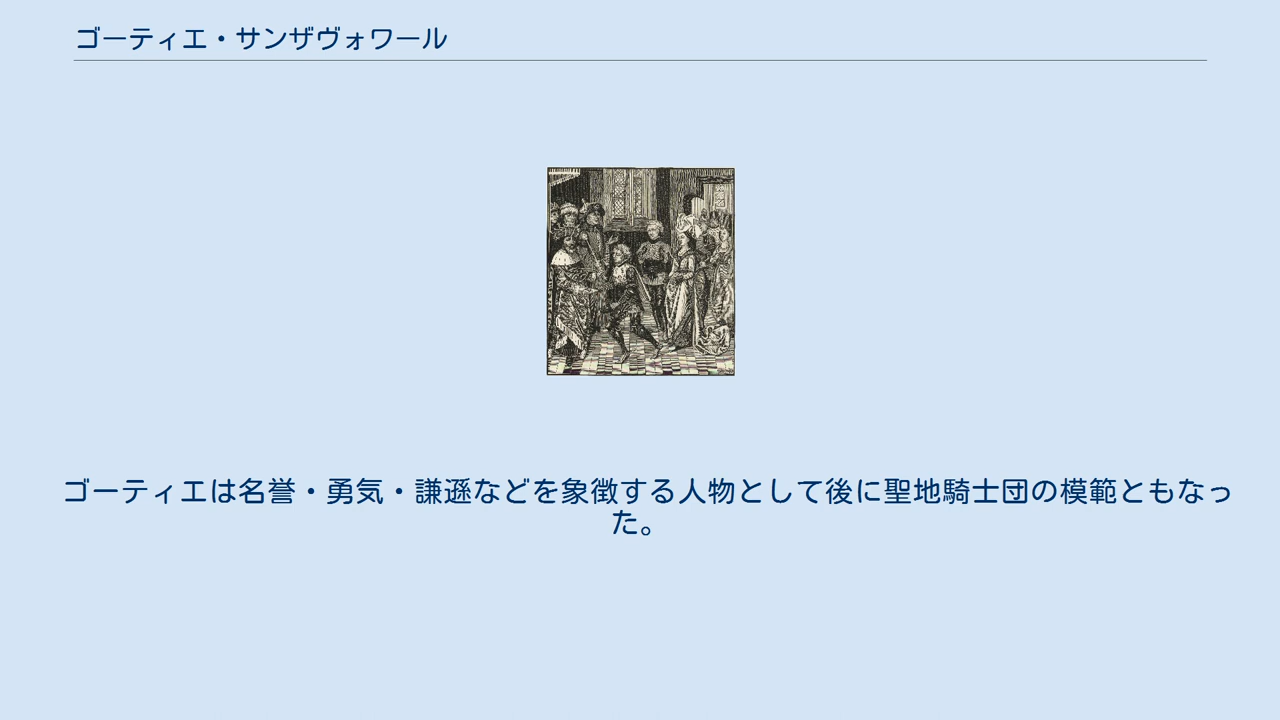 ゴーティエ・サンザヴォワール
ゴーティエは名誉・勇気・謙遜などを象徴する人物として後に聖地騎士団の模範ともなっ
た。